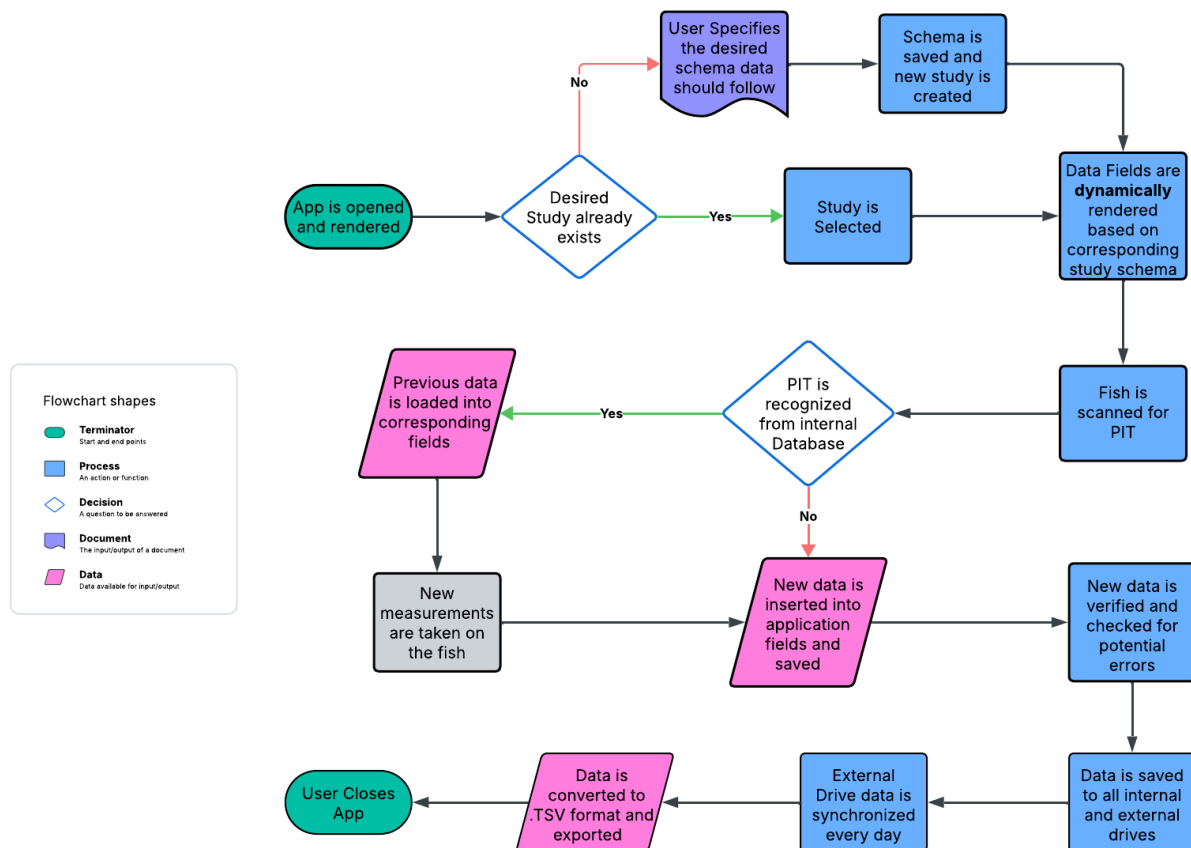 User Specifies
the desired
schema data
should follow
Schema is
saved and
new study is
created
No
App is opened
and rendered
Desired
Study already
exists
Yes
Study is
Selected
Data Fields are
dynamically
rendered
based on
corresponding
study schema
Previous data
is loaded into
corresponding
fields
Yes
PIT is
recognized
from internal
Database
Fish is
scanned for
PIT
No
Flowchart shapes
Terminator
Start and end points
Process
An action or function
Decision
A question to be answered
Document
The input/output of a document
Data
Data available for input/output
New
measurements
are taken on
the fish
New data is
inserted into
application
fields and
saved
New data is
verified and
checked for
potential
errors
User Closes
App
Data is
converted to
.TSV format and
exported
External
Drive data is
synchronized
every day
Data is saved
to all internal
and external
drives